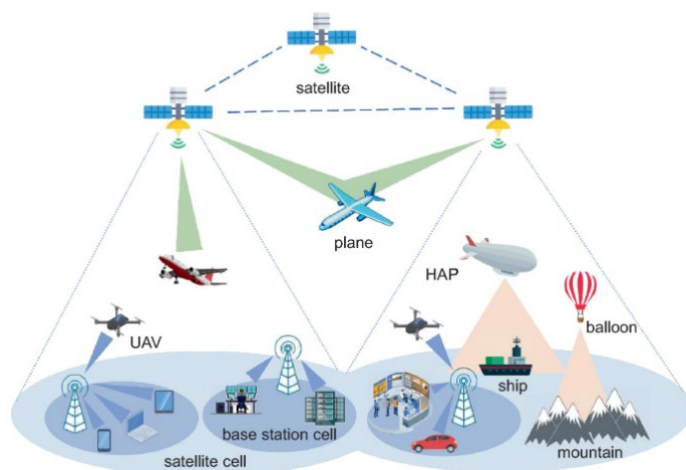 satellite
plane
HAP
balloon
UAV
ship
base station cell
mountain
satellite cell